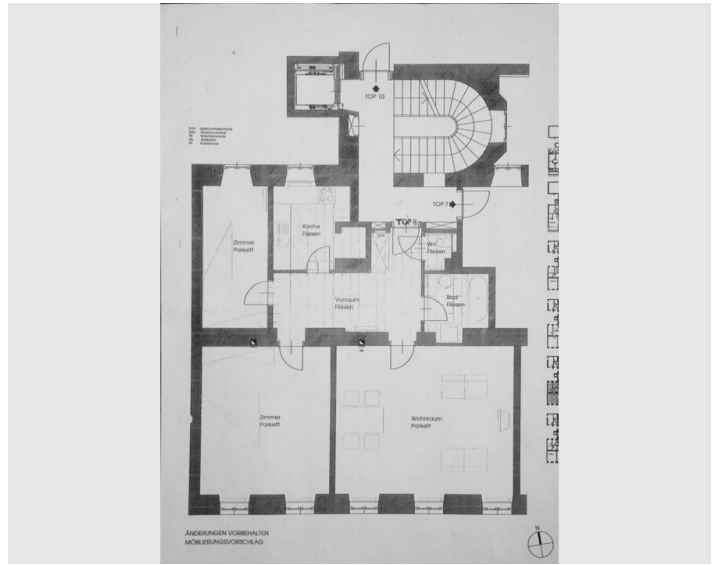 TOP 10
TOP 7
TOP 8
Küche
Fliesen
Zimmer
Parkett
Wc
Fliesen
Vorraum
Fliesen
Bad
Fliesen
Zimmer
Parkett
Wohnraum
Parkett
ÄNDERUNGEN VORBEHALTEN
MÖBLIERUNGSVORSCHLAG
N